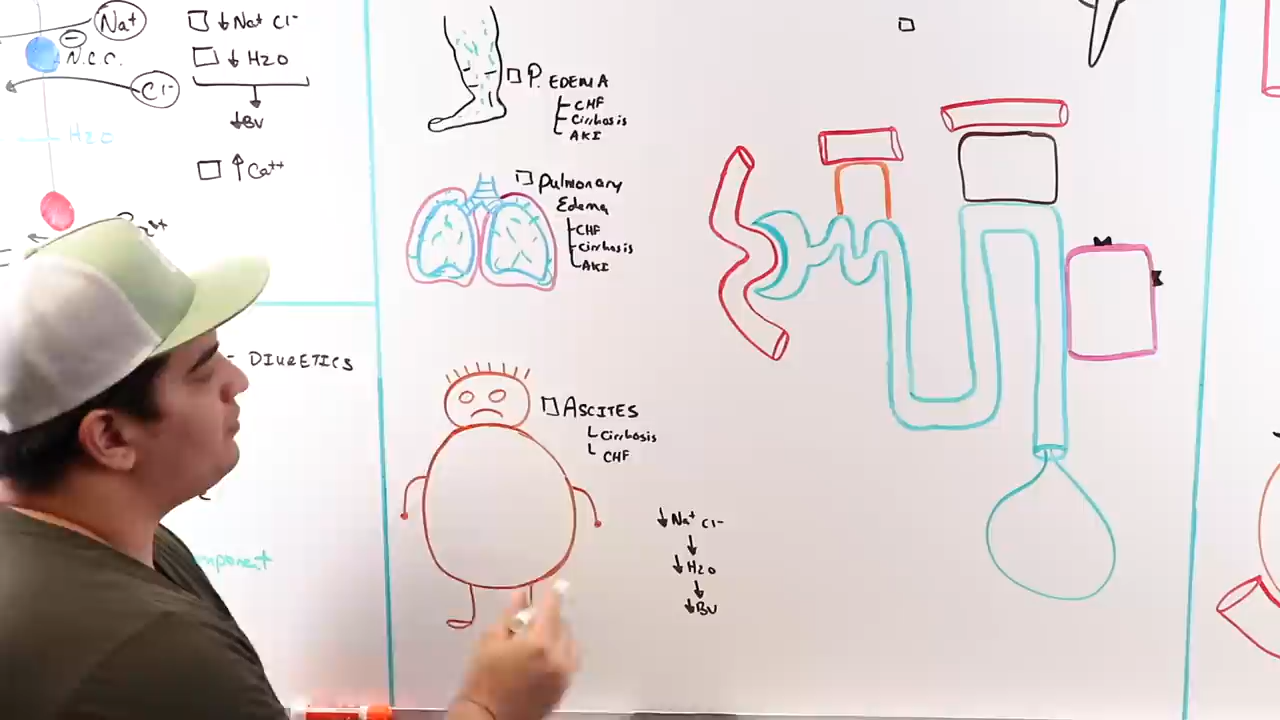 Na+
N.C.C.
Cl-
H2O
↓Na+ Cl-
↓H2O
↓BV
↑Ca++
- DIURETICS
mponent
P. EDEMA
CHF
Cirrhosis
AKI
Pulmonary
Edema
CHF
Cirrhosis
AKI
ASCITES
Cirrhosis
CHF
↓Na+ Cl-
↓H2O
↓BV